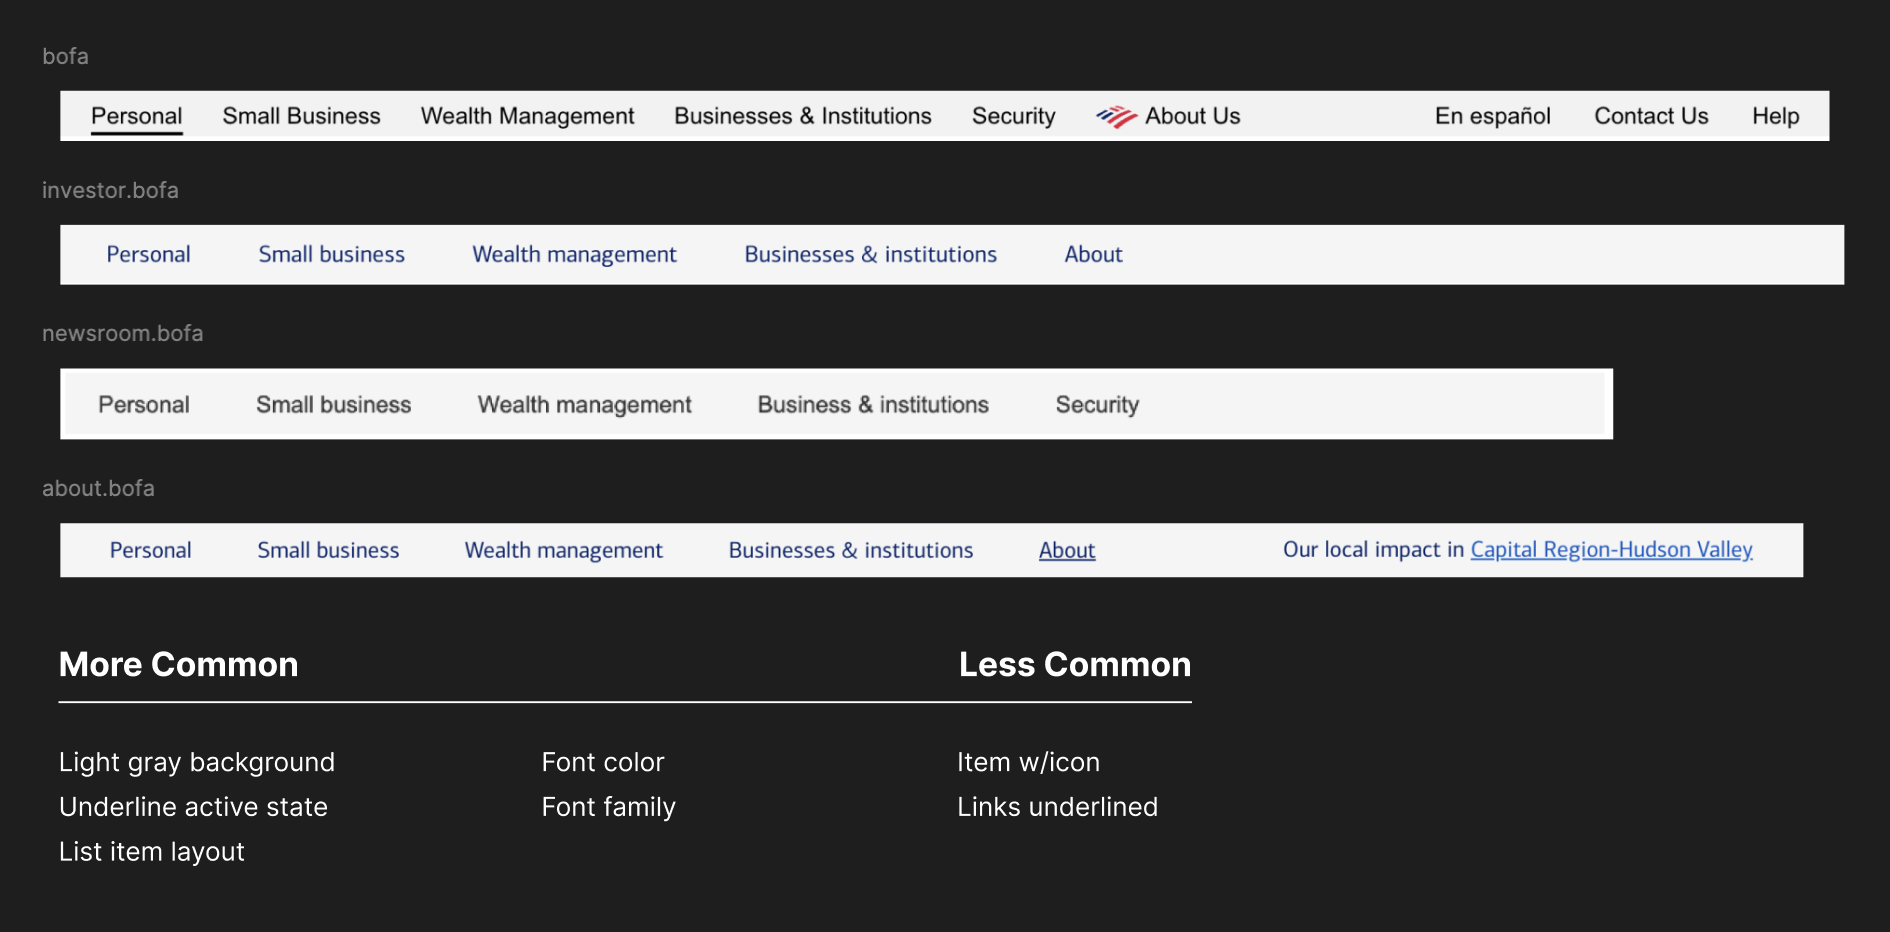 bofa
Personal Small Business Wealth Management Businesses & Institutions Security About Us En español Contact Us Help
investor.bofa
Personal Small business Wealth management Businesses & institutions About
newsroom.bofa
Personal Small business Wealth management Business & institutions Security
about.bofa
Personal Small business Wealth management Businesses & institutions About Our local impact in Capital Region-Hudson Valley
More Common Less Common
Light gray background Font color Item w/icon
Underline active state Font family Links underlined
List item layout